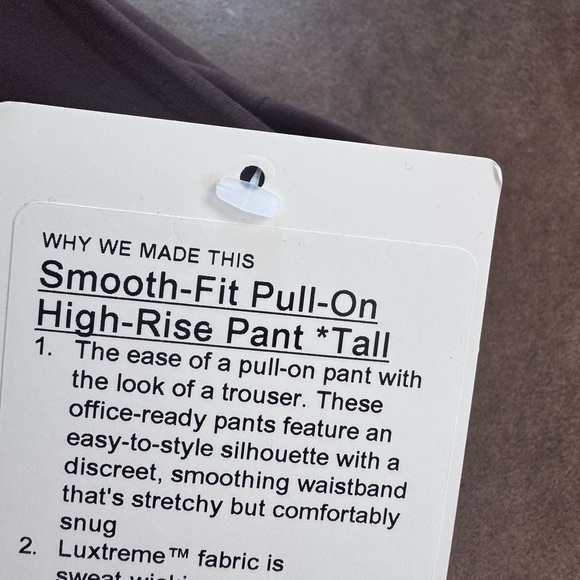 WHY WE MADE THIS
Smooth-Fit Pull-On
High-Rise Pant *Tall
1. The ease of a pull-on pant with
the look of a trouser. These
office-ready pants feature an
easy-to-style silhouette with a
discreet, smoothing waistband
that's stretchy but comfortably
snug
2. Luxtreme™ fabric is